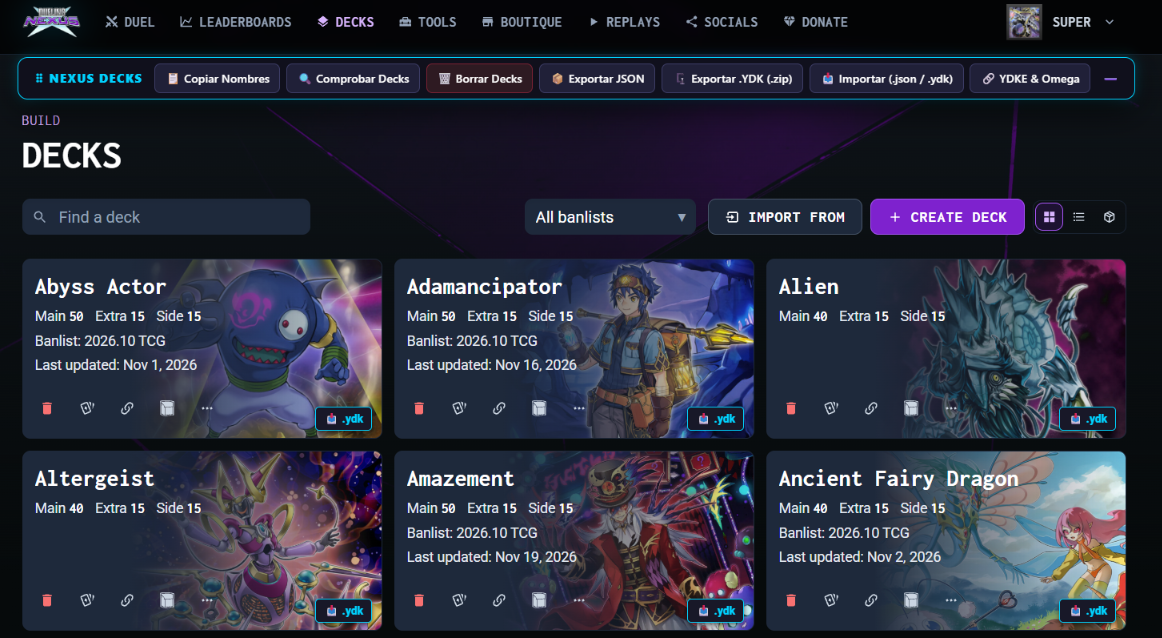 DUELING NEXUS
DUEL LEADERBOARDS DECKS TOOLS BOUTIQUE REPLAYS SOCIALS DONATE SUPER
NEXUS DECKS Copiar Nombres Comprobar Decks Borrar Decks Exportar JSON Exportar .YDK (.zip) Importar (.json / .ydk) YDKE & Omega
BUILD
DECKS
Find a deck All banlists IMPORT FROM + CREATE DECK
Abyss Actor
Main 50 Extra 15 Side 15
Banlist: 2026.10 TCG
Last updated: Nov 1, 2026
.ydk
Adamancipator
Main 50 Extra 15 Side 15
Banlist: 2026.10 TCG
Last updated: Nov 16, 2026
.ydk
Alien
Main 40 Extra 15 Side 15
.ydk
Altergeist
Main 40 Extra 15 Side 15
.ydk
Amazement
Main 50 Extra 15 Side 15
Banlist: 2026.10 TCG
Last updated: Nov 19, 2026
.ydk
Ancient Fairy Dragon
Main 40 Extra 15 Side 15
Banlist: 2026.10 TCG
Last updated: Nov 2, 2026
.ydk